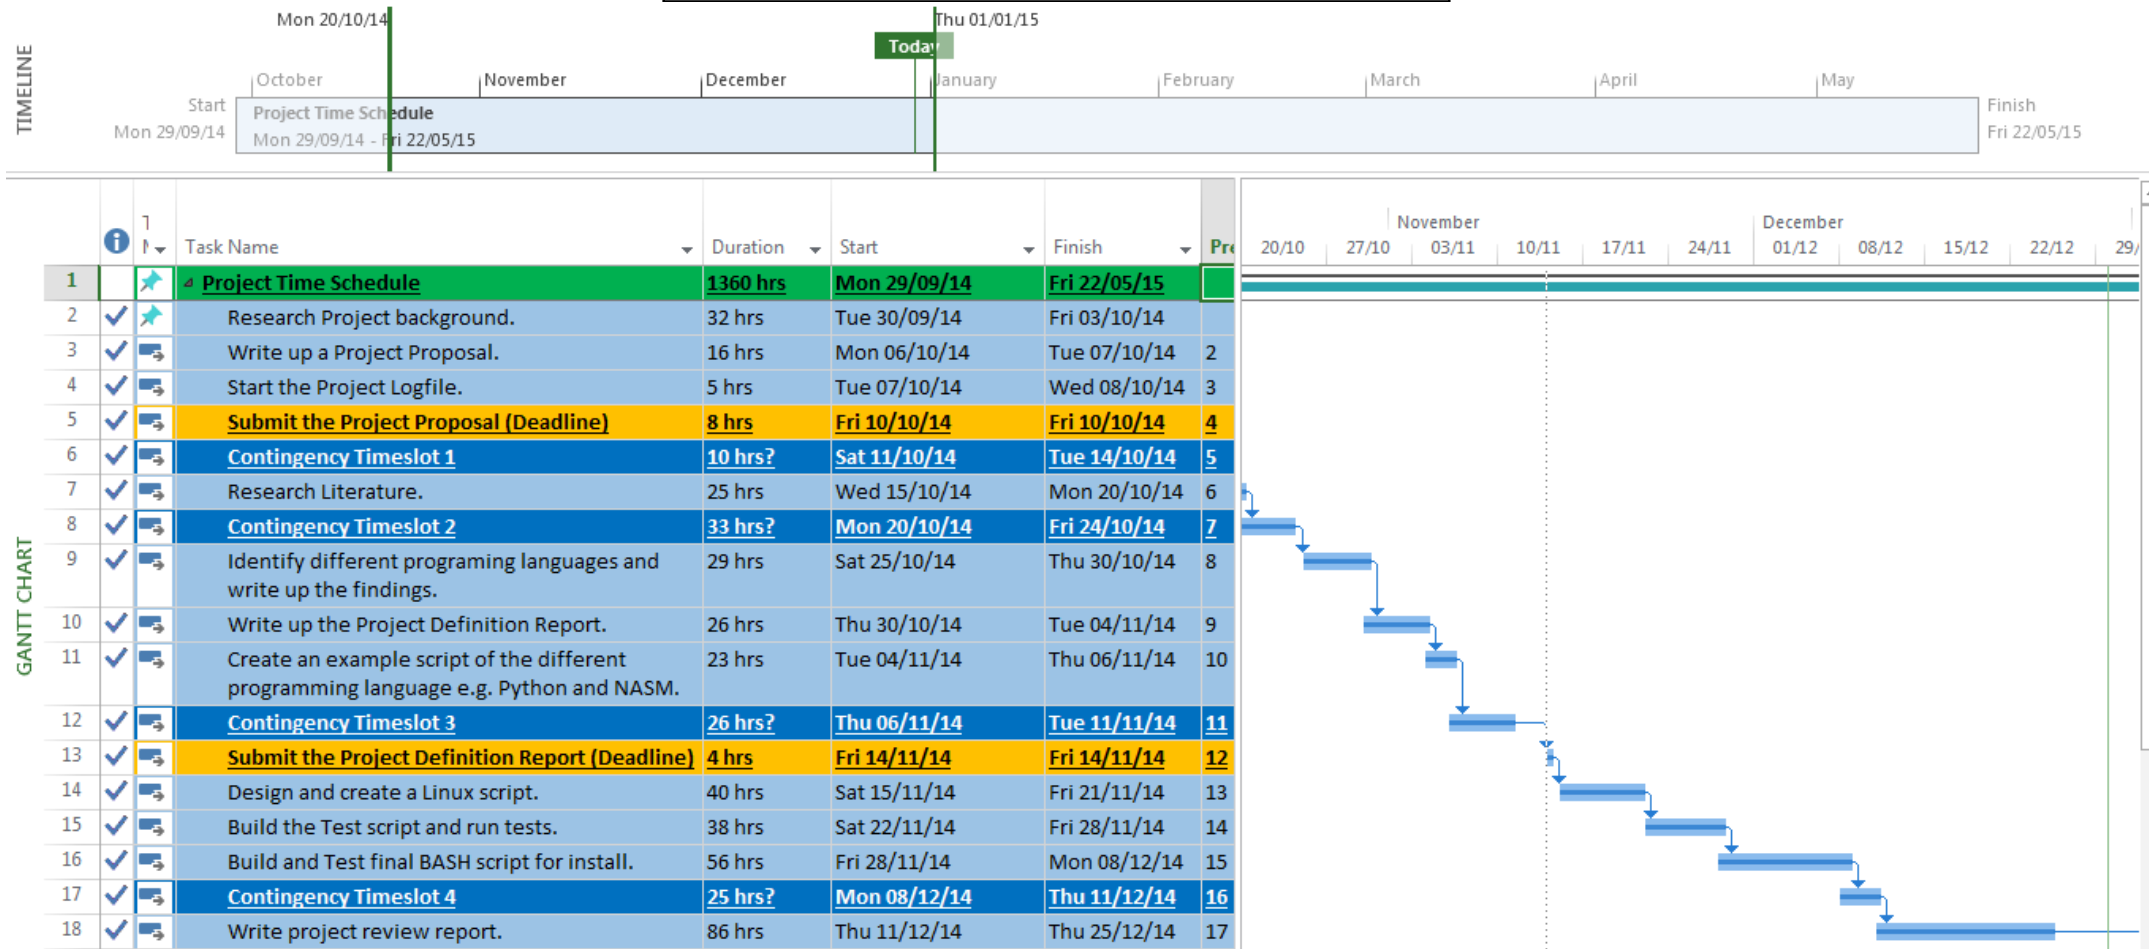 Mon 20/10/14 Thu 01/01/15
Today
October November December January February March April May
Start Project Time Schedule Finish
Mon 29/09/14 Mon 29/09/14 - Fri 22/05/15 Fri 22/05/15
TIMELINE
GANTT CHART
November December
Task Name Duration Start Finish Pre 20/10 27/10 03/11 10/11 17/11 24/11 01/12 08/12 15/12 22/12 29/
1 Project Time Schedule 1360 hrs Mon 29/09/14 Fri 22/05/15
2 Research Project background. 32 hrs Tue 30/09/14 Fri 03/10/14
3 Write up a Project Proposal. 16 hrs Mon 06/10/14 Tue 07/10/14 2
4 Start the Project Logfile. 5 hrs Tue 07/10/14 Wed 08/10/14 3
5 Submit the Project Proposal (Deadline) 8 hrs Fri 10/10/14 Fri 10/10/14 4
6 Contingency Timeslot 1 10 hrs? Sat 11/10/14 Tue 14/10/14 5
7 Research Literature. 25 hrs Wed 15/10/14 Mon 20/10/14 6
8 Contingency Timeslot 2 33 hrs? Mon 20/10/14 Fri 24/10/14 7
9 Identify different programing languages and 29 hrs Sat 25/10/14 Thu 30/10/14 8
write up the findings.
10 Write up the Project Definition Report. 26 hrs Thu 30/10/14 Tue 04/11/14 9
11 Create an example script of the different 23 hrs Tue 04/11/14 Thu 06/11/14 10
programming language e.g. Python and NASM.
12 Contingency Timeslot 3 26 hrs? Thu 06/11/14 Tue 11/11/14 11
13 Submit the Project Definition Report (Deadline) 4 hrs Fri 14/11/14 Fri 14/11/14 12
14 Design and create a Linux script. 40 hrs Sat 15/11/14 Fri 21/11/14 13
15 Build the Test script and run tests. 38 hrs Sat 22/11/14 Fri 28/11/14 14
16 Build and Test final BASH script for install. 56 hrs Fri 28/11/14 Mon 08/12/14 15
17 Contingency Timeslot 4 25 hrs? Mon 08/12/14 Thu 11/12/14 16
18 Write project review report. 86 hrs Thu 11/12/14 Thu 25/12/14 17